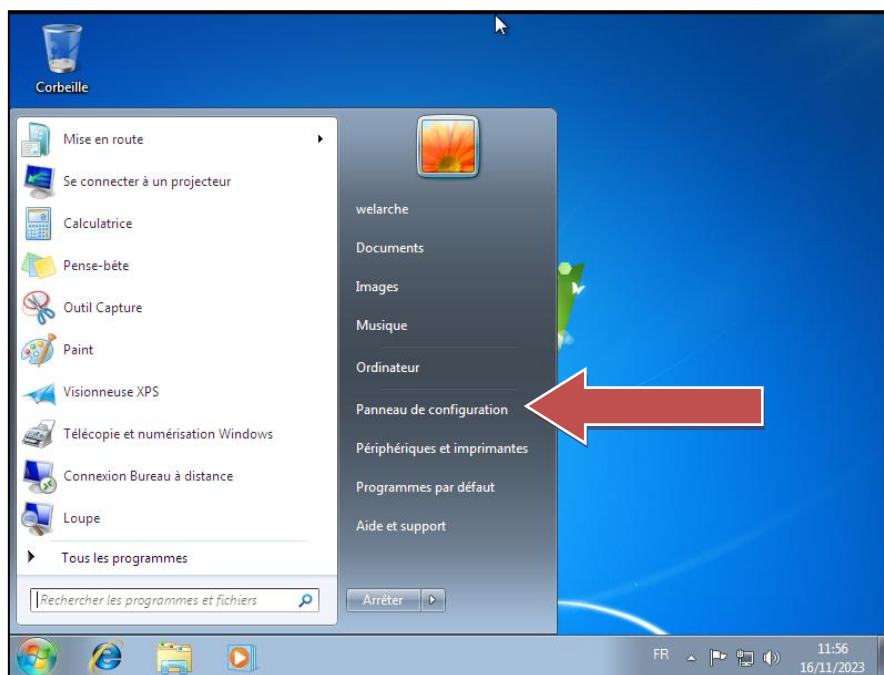 Corbeille
Mise en route
Se connecter à un projecteur
Calculatrice
Pense-bête
Outil Capture
Paint
Visionneuse XPS
Télécopie et numérisation Windows
Connexion Bureau à distance
Loupe
Tous les programmes
Rechercher les programmes et fichiers
welarche
Documents
Images
Musique
Ordinateur
Panneau de configuration
Périphériques et imprimantes
Programmes par défaut
Aide et support
Arrêter
FR
11:56
16/11/2023